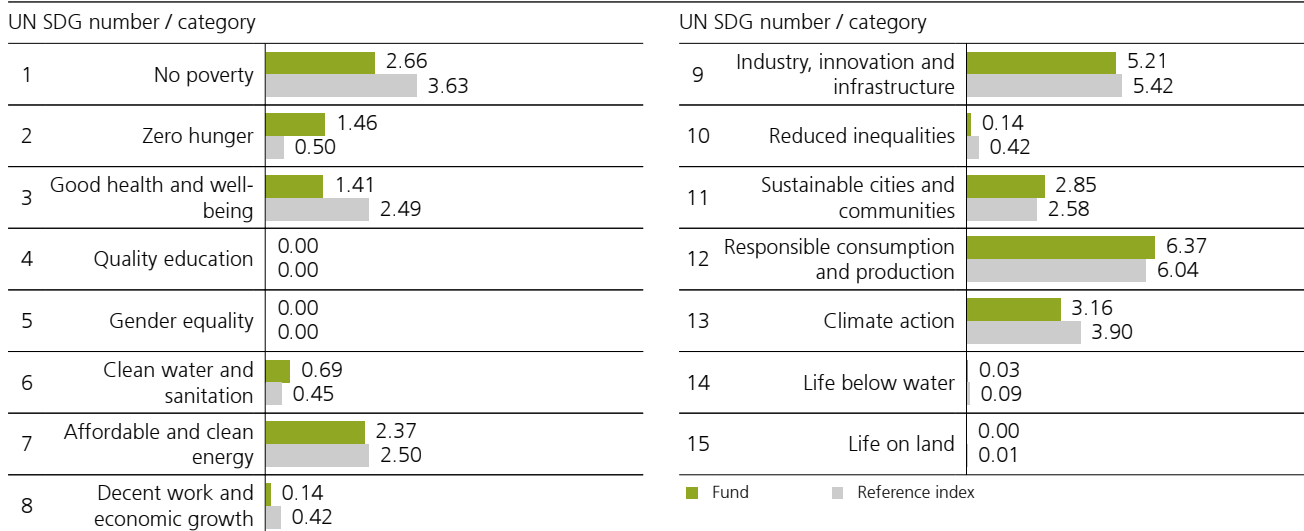 UN SDG number / category
1
No poverty
2.66
3.63
2
Zero hunger
1.46
0.50
3
Good health and well-
being
1.41
2.49
4
Quality education
0.00
0.00
5
Gender equality
0.00
0.00
6
Clean water and
sanitation
0.69
0.45
7
Affordable and clean
energy
2.37
2.50
8
Decent work and
economic growth
0.14
0.42
UN SDG number / category
9
Industry, innovation and
infrastructure
5.21
5.42
10
Reduced inequalities
0.14
0.42
11
Sustainable cities and
communities
2.85
2.58
12
Responsible consumption
and production
6.37
6.04
13
Climate action
3.16
3.90
14
Life below water
0.03
0.09
15
Life on land
0.00
0.01
Fund
Reference index